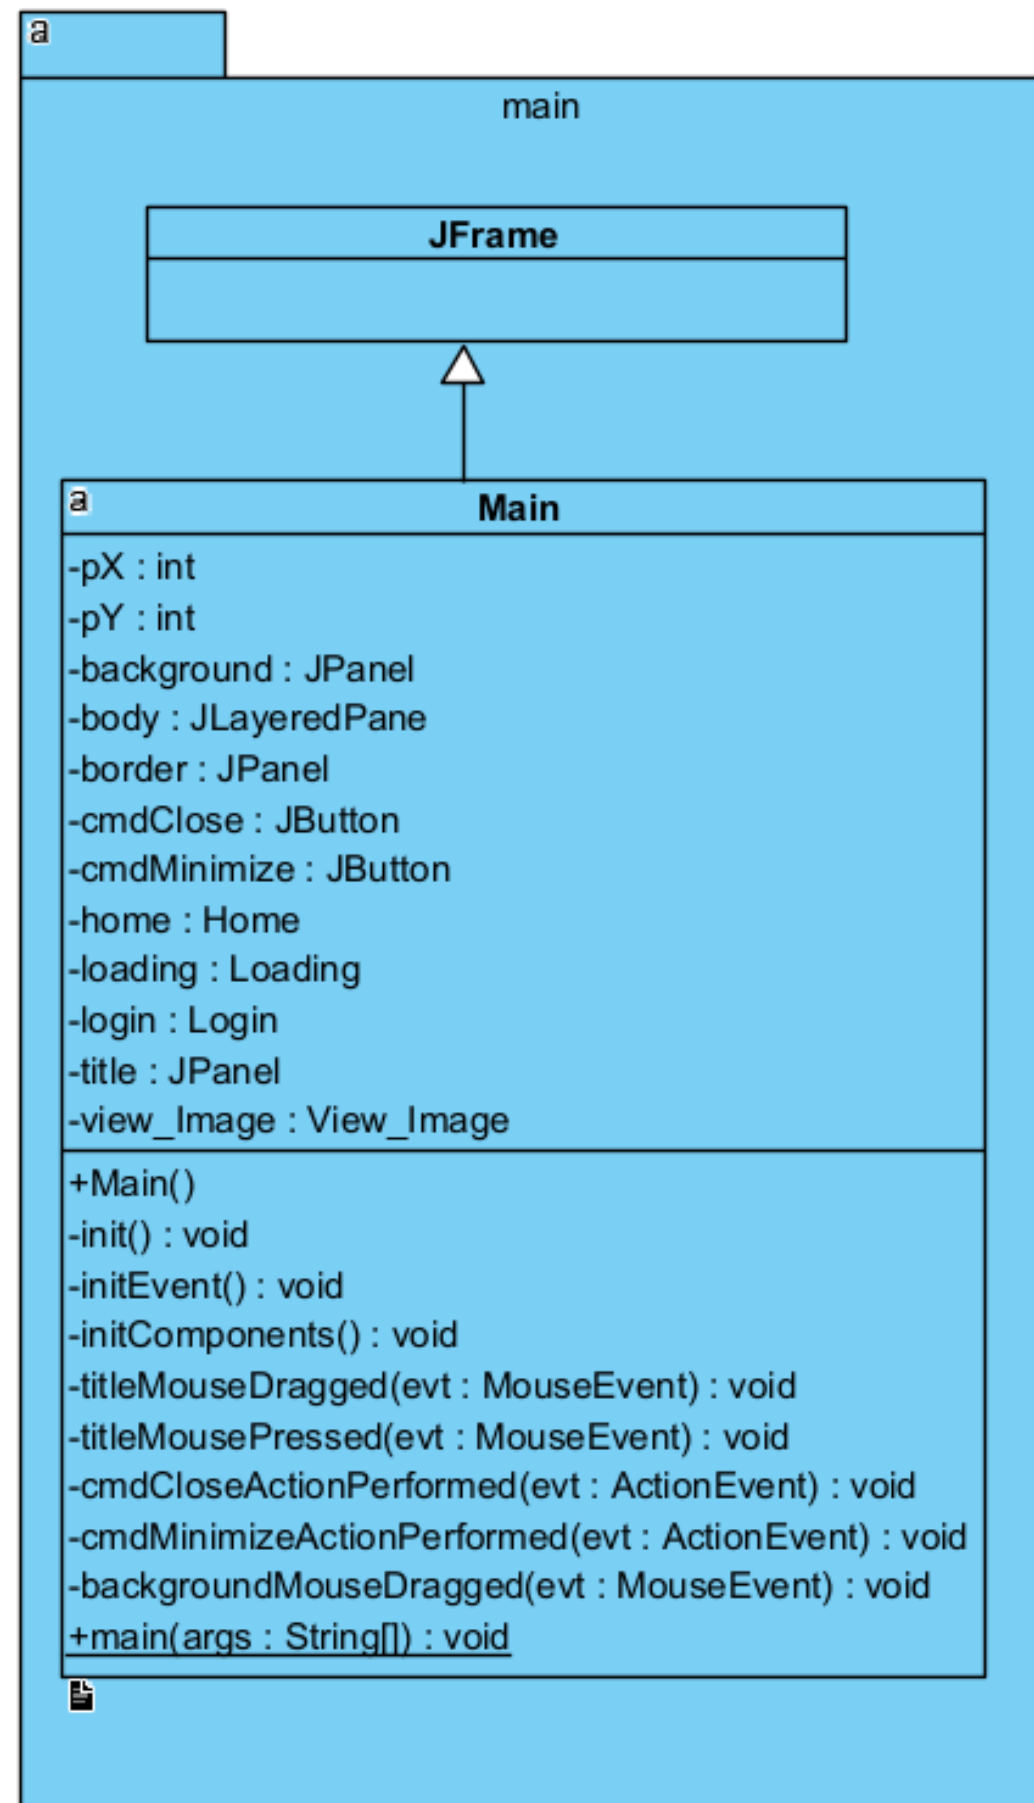 a
main
JFrame
a
Main
-pX : int
-pY : int
-background : JPanel
-body : JLayeredPane
-border : JPanel
-cmdClose : JButton
-cmdMinimize : JButton
-home : Home
-loading : Loading
-login : Login
-title : JPanel
-view_Image : View_Image
+Main()
-init() : void
-initEvent() : void
-initComponents() : void
-titleMouseDragged(evt : MouseEvent) : void
-titleMousePressed(evt : MouseEvent) : void
-cmdCloseActionPerformed(evt : ActionEvent) : void
-cmdMinimizeActionPerformed(evt : ActionEvent) : void
-backgroundMouseDragged(evt : MouseEvent) : void
+main(args : String[]) : void